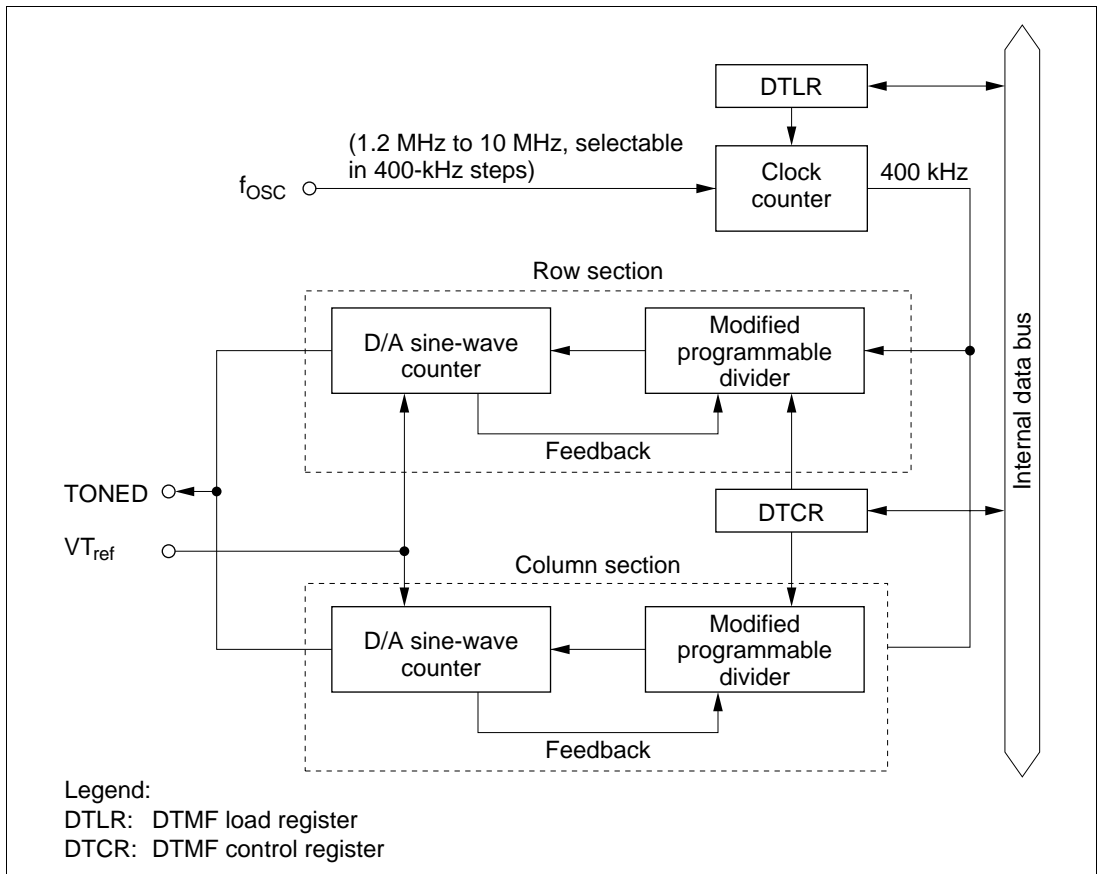 DTLR
(1.2 MHz to 10 MHz, selectable
in 400-kHz steps)
fOSC
Clock
counter
400 kHz
Internal data bus
Row section
D/A sine-wave
counter
Modified
programmable
divider
Feedback
TONED
VTref
DTCR
Column section
D/A sine-wave
counter
Modified
programmable
divider
Feedback
Legend:
DTLR: DTMF load register
DTCR: DTMF control register